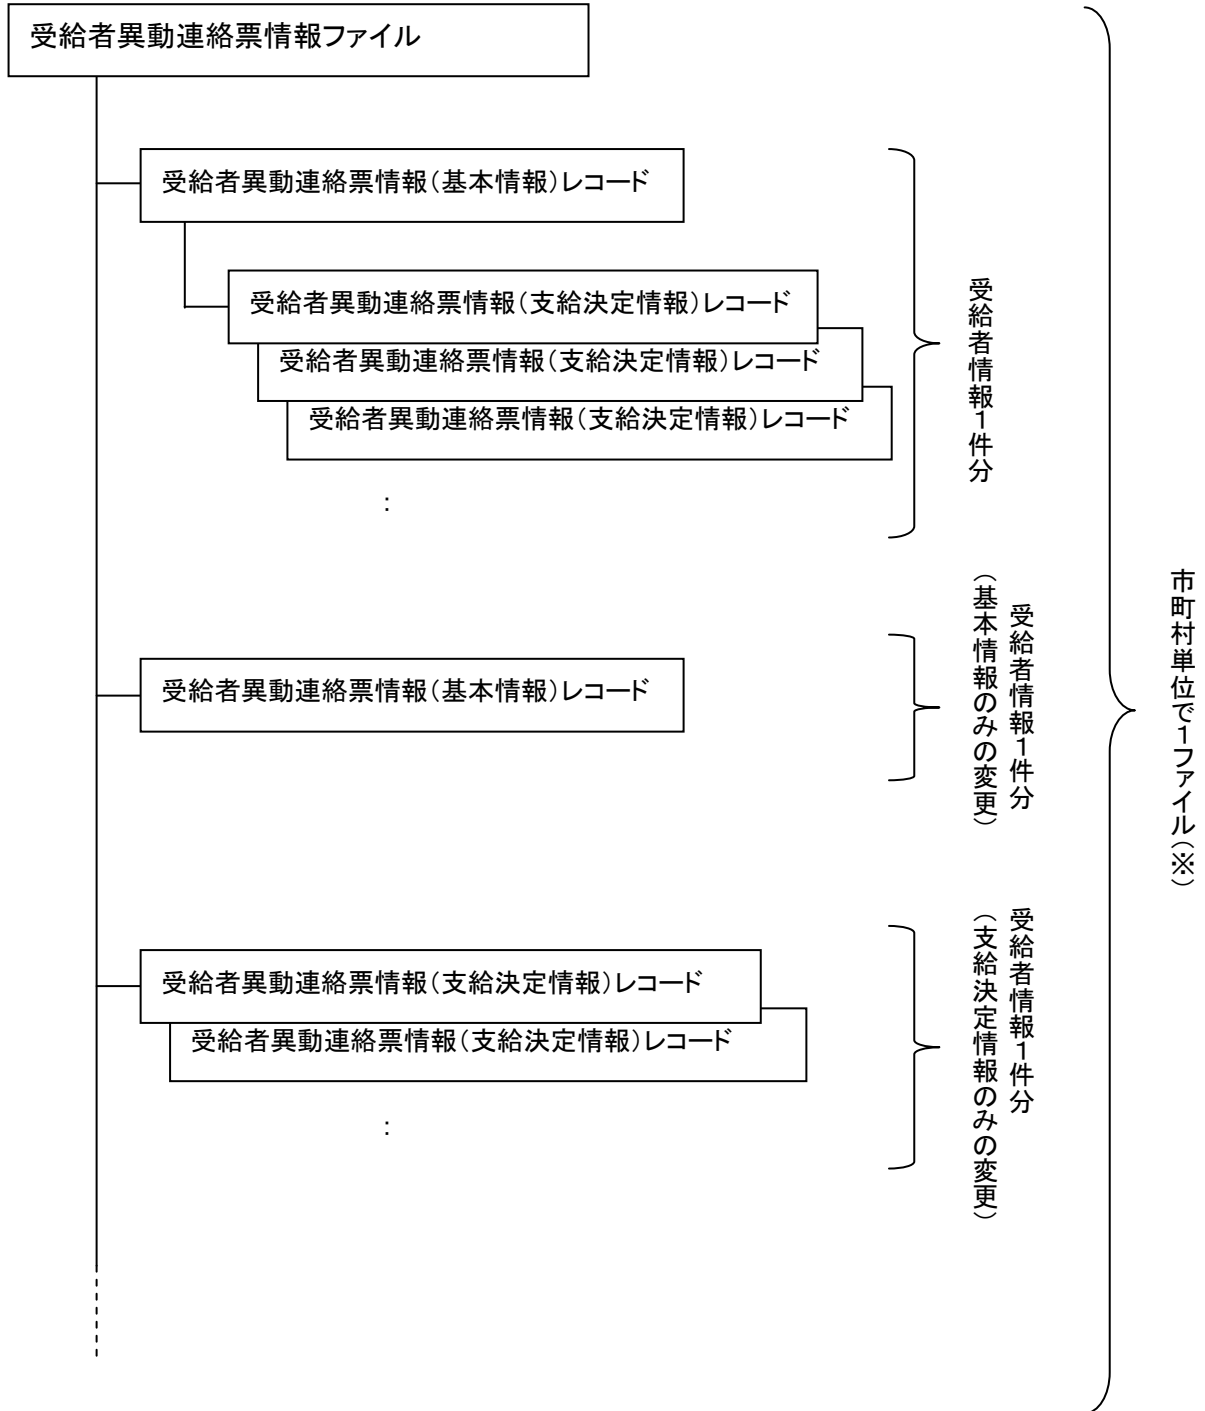 受給者異動連絡票情報ファイル
受給者異動連絡票情報(基本情報)レコード
受給者異動連絡票情報(支給決定情報)レコード
受給者異動連絡票情報(支給決定情報)レコード
受給者異動連絡票情報(支給決定情報)レコード
:
受給者情報1件分
受給者異動連絡票情報(基本情報)レコード
受給者情報1件分
(基本情報のみの変更)
受給者異動連絡票情報(支給決定情報)レコード
受給者異動連絡票情報(支給決定情報)レコード
:
受給者情報1件分
(支給決定情報のみの変更)
市町村単位で1ファイル(※)